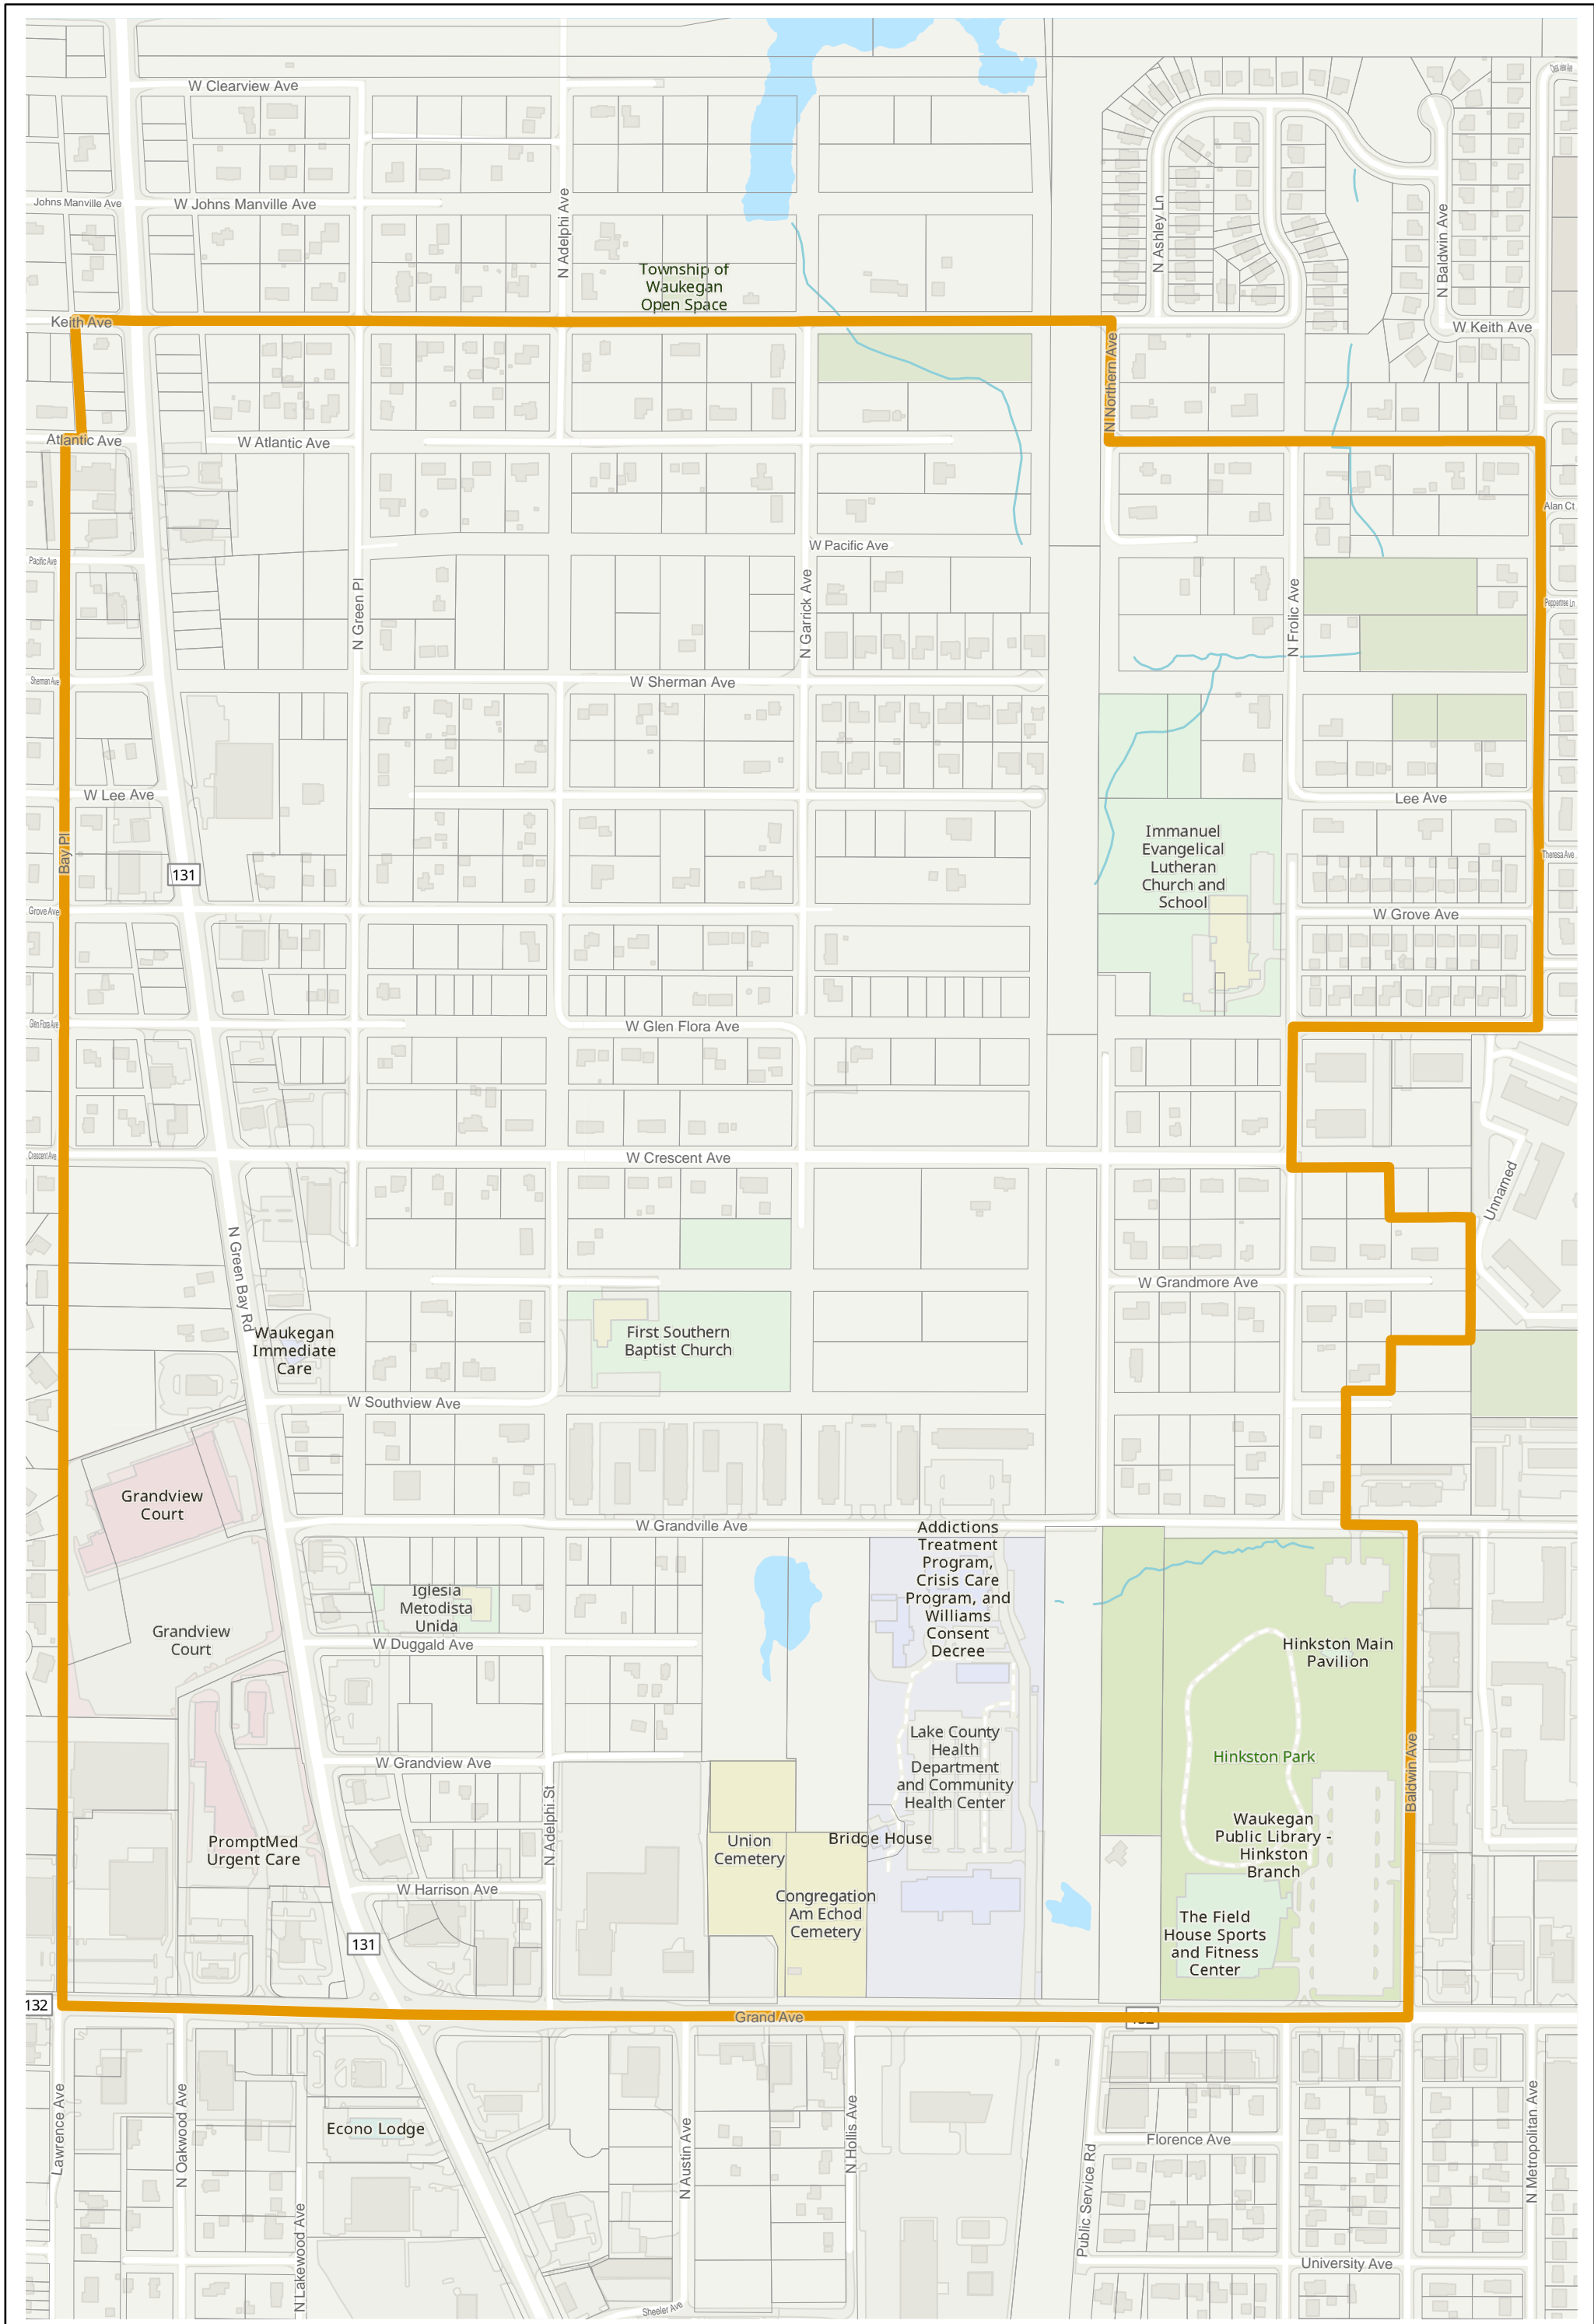 W Clearview Ave
Johns Manville Ave
W Johns Manville Ave
N Adelphi Ave
N Ashley Ln
N Baldwin Ave
Township of
Waukegan
Open Space
Keith Ave
W Keith Ave
N Northern Ave
Atlantic Ave
W Atlantic Ave
Alan Ct
Pacific Ave
W Pacific Ave
N Green Pl
N Garrick Ave
N Frolic Ave
Peppertree Ln
Sherman Ave
W Sherman Ave
W Lee Ave
Lee Ave
Bay Pl
131
Immanuel
Evangelical
Lutheran
Church and
School
Theresa Ave
Grove Ave
W Grove Ave
Glen Flora Ave
W Glen Flora Ave
Crescent Ave
W Crescent Ave
Unnamed
N Green Bay Rd
W Grandmore Ave
Waukegan
Immediate
Care
First Southern
Baptist Church
W Southview Ave
Grandview
Court
W Grandville Ave
Addictions
Treatment
Program,
Crisis Care
Program, and
Williams
Consent
Decree
Iglesia
Metodista
Unida
Grandview
Court
W Duggald Ave
Hinkston Main
Pavilion
Lake County
Health
Department
and Community
Health Center
Hinkston Park
Baldwin Ave
W Grandview Ave
N Adelphi St
PromptMed
Urgent Care
Union
Cemetery
Bridge House
Waukegan
Public Library -
Hinkston
Branch
W Harrison Ave
Congregation
Am Echod
Cemetery
The Field
House Sports
and Fitness
Center
131
132
Grand Ave
Lawrence Ave
N Oakwood Ave
Econo Lodge
N Austin Ave
N Hollis Ave
Public Service Rd
Florence Ave
N Metropolitan Ave
N Lakewood Ave
University Ave
Sheeler Ave